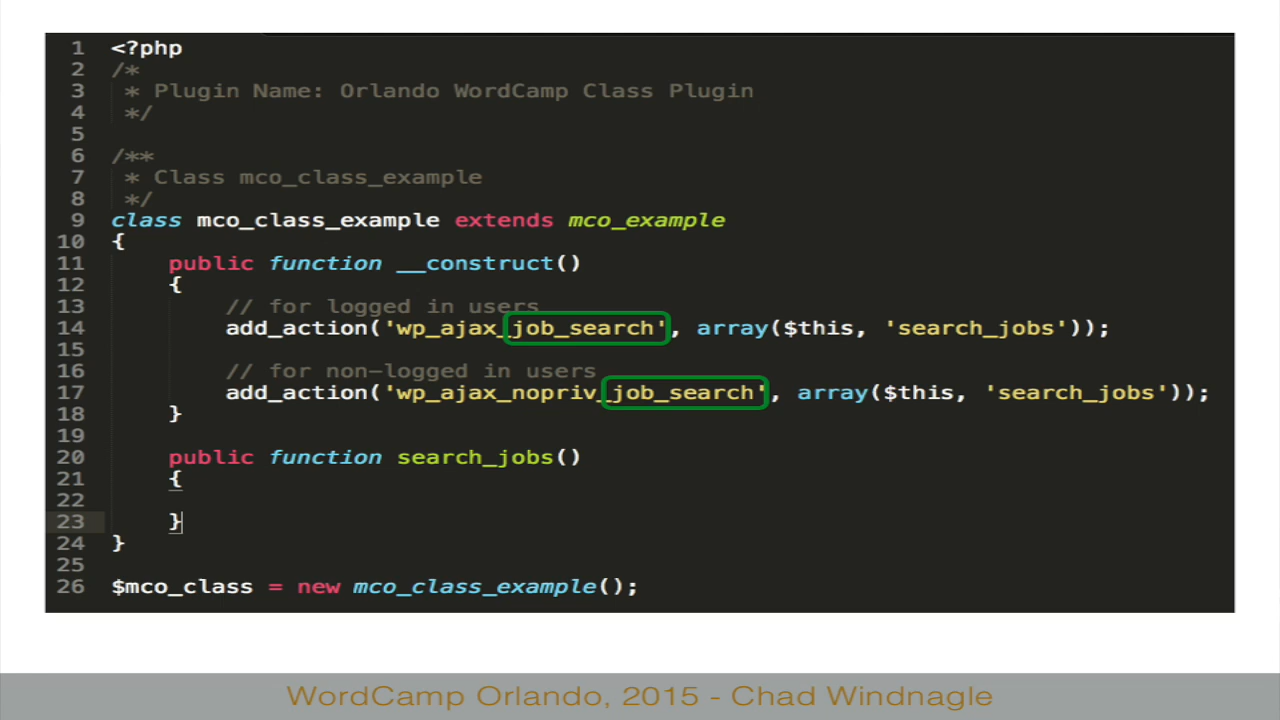 1 <?php
2 /*
3  * Plugin Name: Orlando WordCamp Class Plugin
4  */
5
6 /**
7  * Class mco_class_example
8  */
9 class mco_class_example extends mco_example
10 {
11     public function __construct()
12     {
13         // for logged in users
14         add_action('wp_ajax_job_search', array($this, 'search_jobs'));
15
16         // for non-logged in users
17         add_action('wp_ajax_nopriv_job_search', array($this, 'search_jobs'));
18     }
19
20     public function search_jobs()
21     {
22
23     }
24 }
25
26 $mco_class = new mco_class_example();
WordCamp Orlando, 2015 - Chad Windnagle